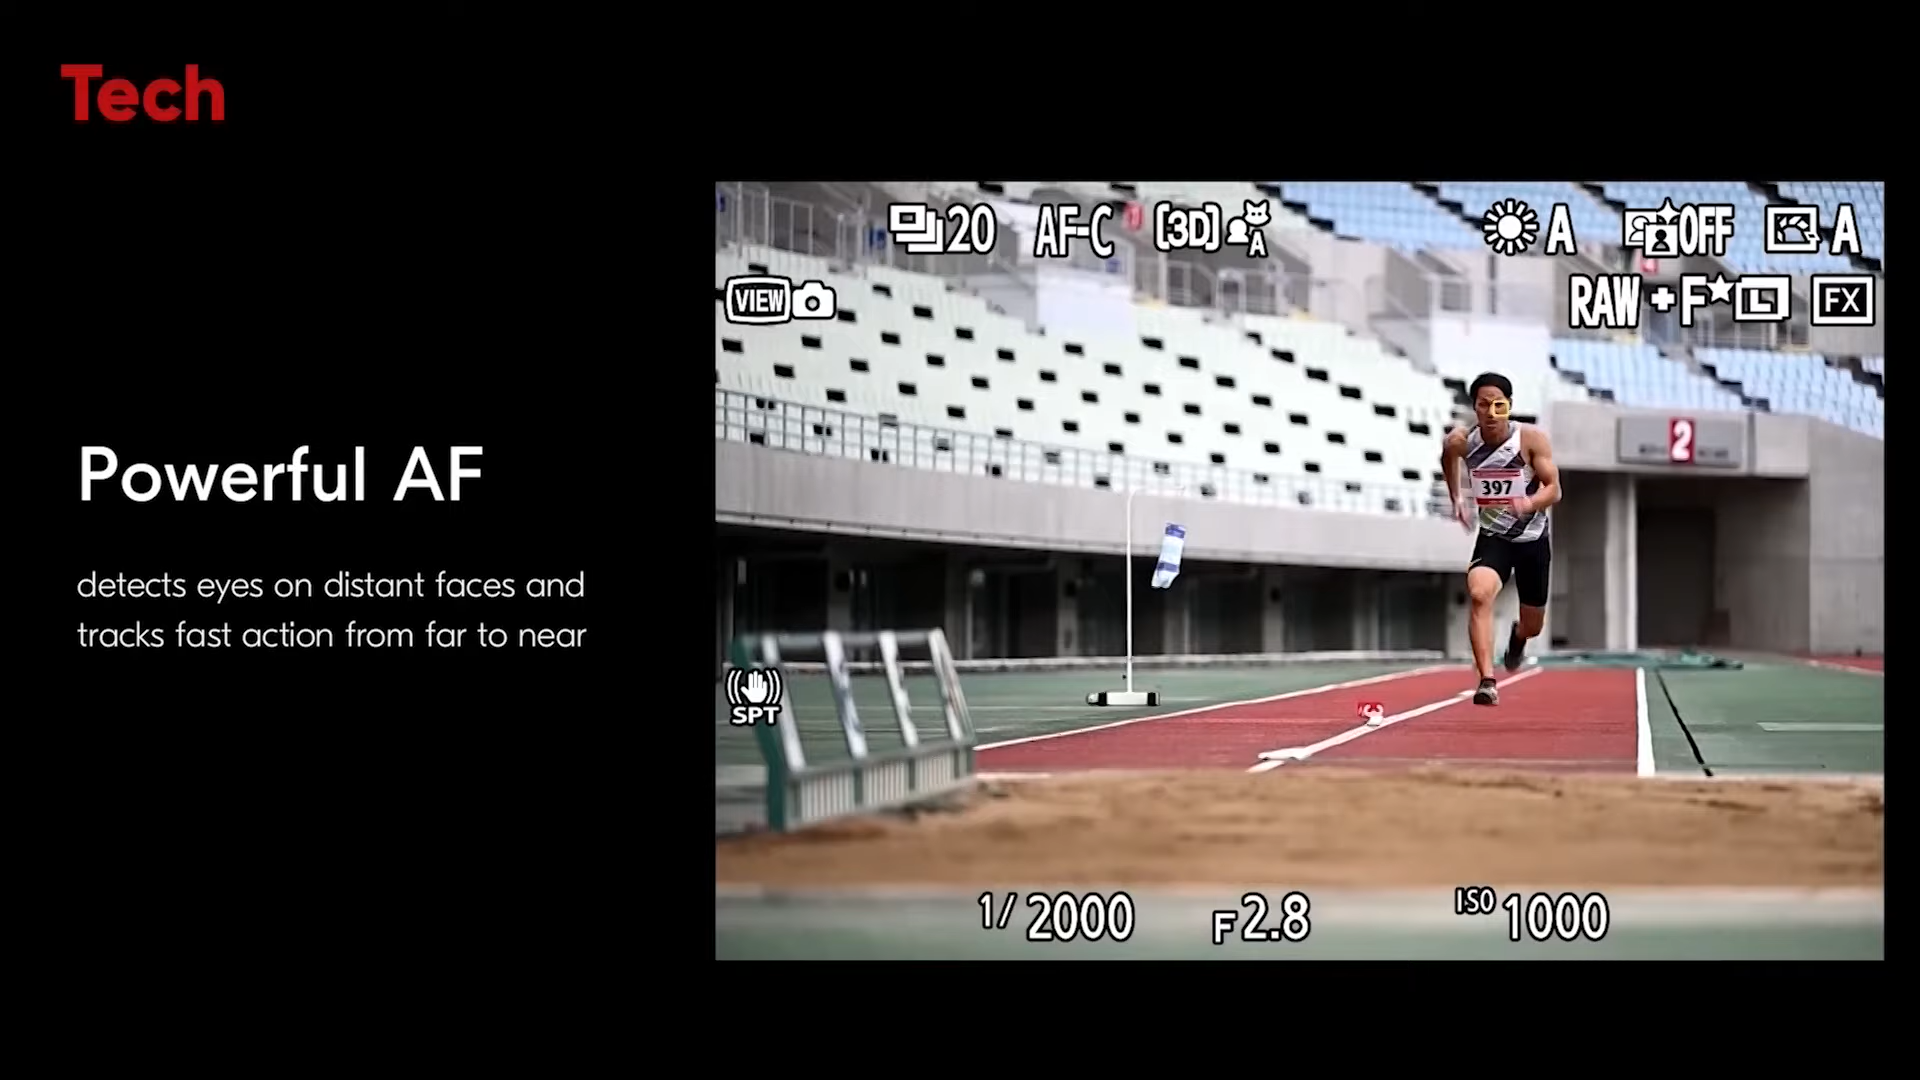 Tech
20 AF-C [3D] A
A OFF A
VIEW
RAW + F★ L FX
2
397
Powerful AF
detects eyes on distant faces and
tracks fast action from far to near
SPT
1/2000 F2.8 ISO 1000